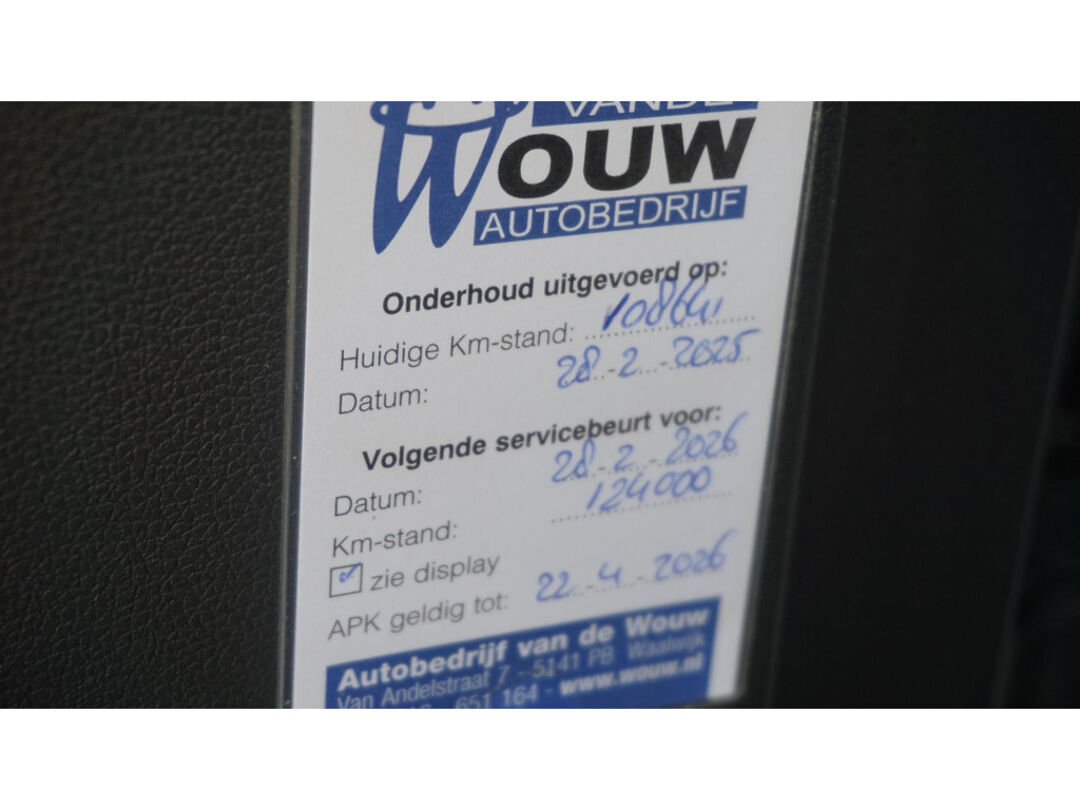 VAN DE
WOUW
AUTOBEDRIJF
Onderhoud uitgevoerd op:
Huidige Km-stand: 108641
Datum: 28-2-2025
Volgende servicebeurt voor:
Datum: 28-2-2026
Km-stand: 124000
zie display
APK geldig tot: 22-4-2026
Autobedrijf van de Wouw
Van Andelstraat 7 - 5141 PB Waalwijk
651 164 - www.wouw.nl